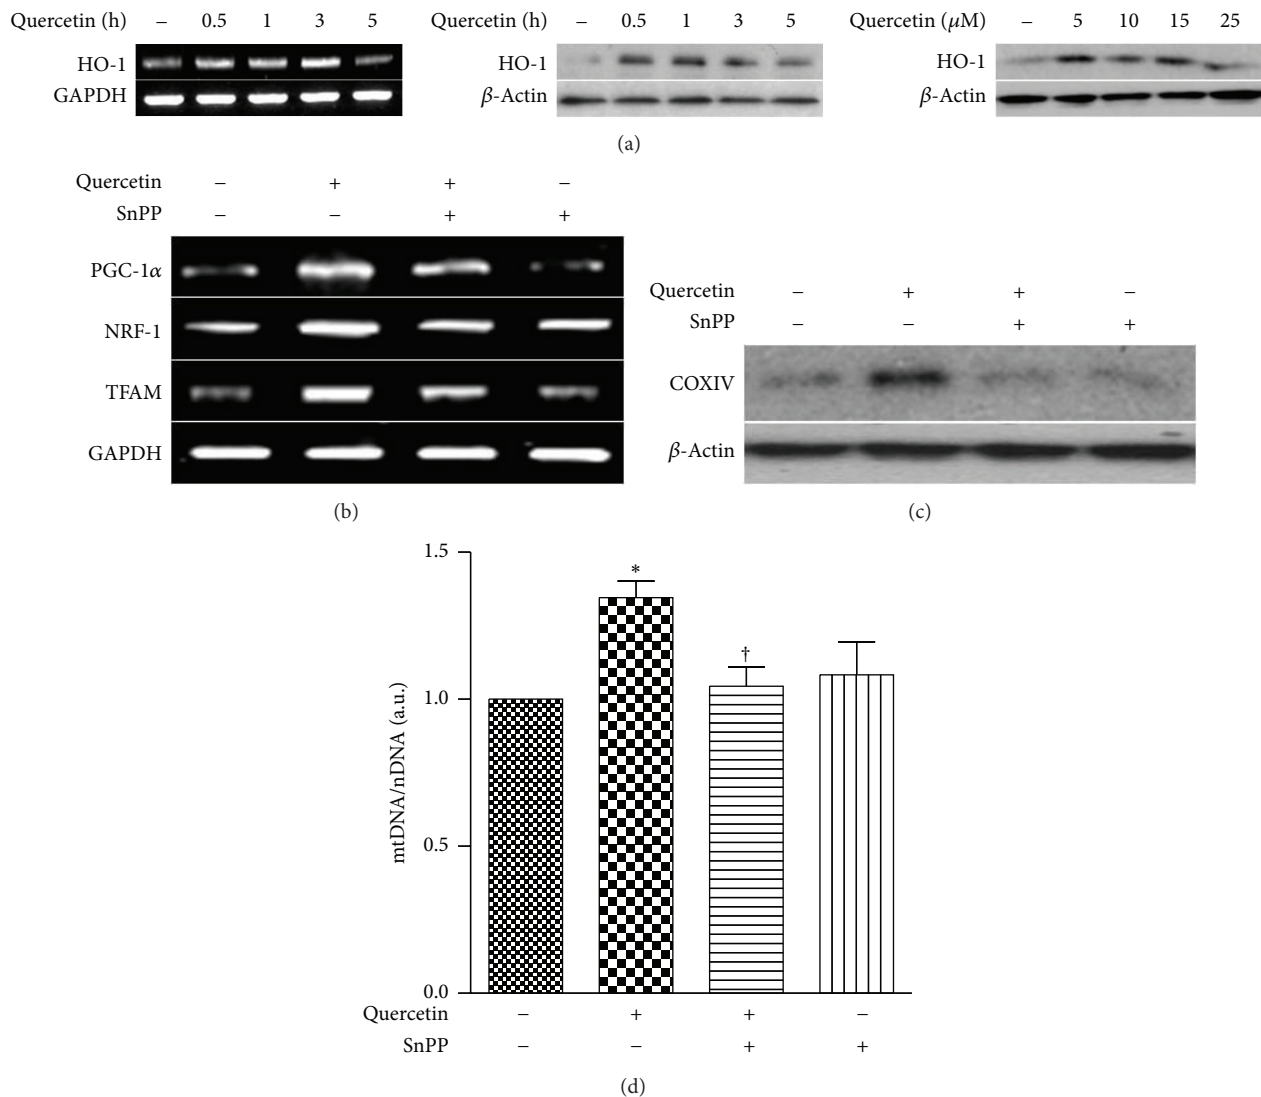 Quercetin (h) – 0.5 1 3 5
HO-1
GAPDH
Quercetin (h) – 0.5 1 3 5
HO-1
β-Actin
Quercetin (μM) – 5 10 15 25
HO-1
β-Actin
(a)
Quercetin – + + –
SnPP – – + +
PGC-1α
NRF-1
TFAM
GAPDH
(b)
Quercetin – + + –
SnPP – – + +
COXIV
β-Actin
(c)
mtDNA/nDNA (a.u.)
1.5
1.0
0.5
0.0
*
†
Quercetin – + + –
SnPP – – + +
(d)